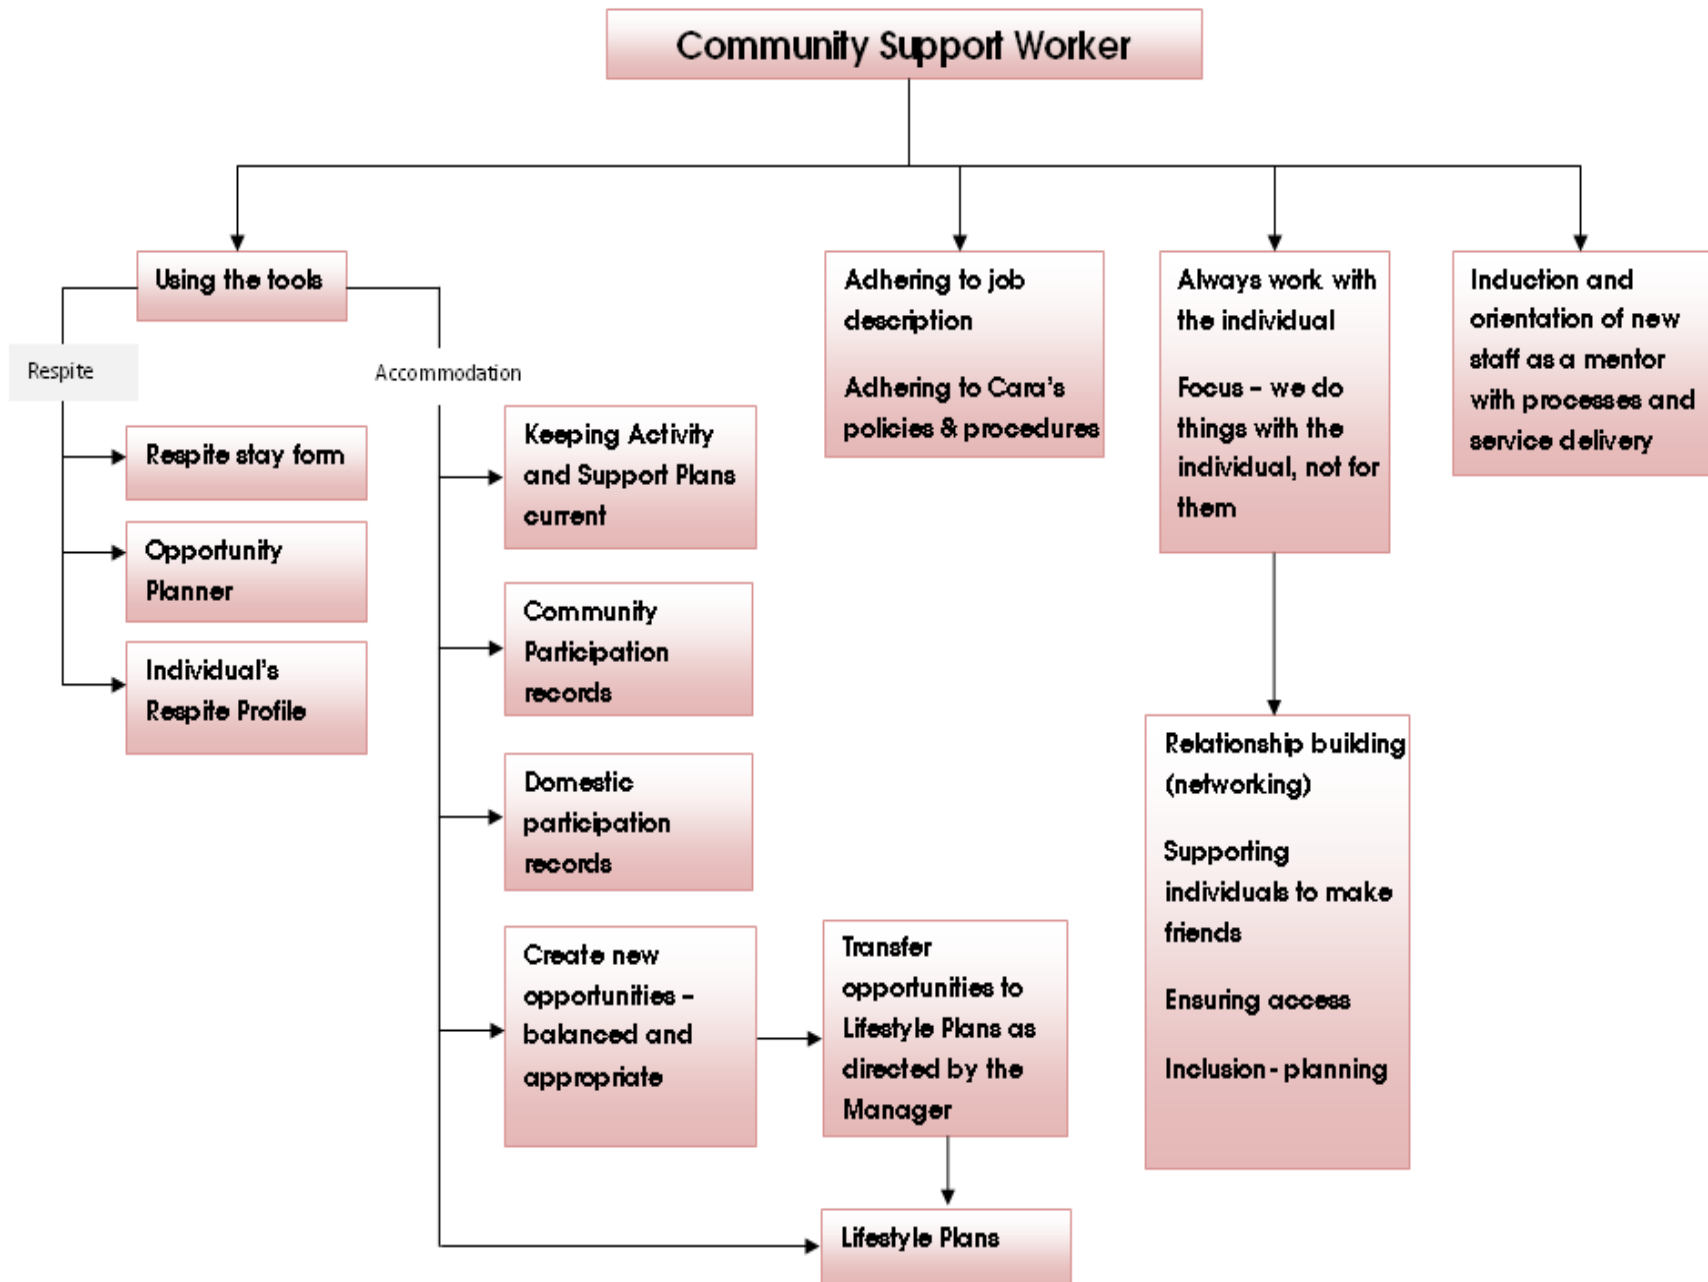 Community Support Worker
Using the tools
Respite
Accommodation
Respite stay form
Opportunity
Planner
Individual's
Respite Profile
Keeping Activity
and Support Plans
current
Community
Participation
records
Domestic
participation
records
Create new
opportunities –
balanced and
appropriate
Transfer
opportunities to
Lifestyle Plans as
directed by the
Manager
Lifestyle Plans
Adhering to job
description
Adhering to Cara's
policies & procedures
Always work with
the individual
Focus – we do
things with the
individual, not for
them
Relationship building
(networking)
Supporting
individuals to make
friends
Ensuring access
Inclusion - planning
Induction and
orientation of new
staff as a mentor
with processes and
service delivery